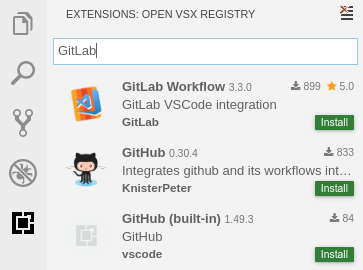 EXTENSIONS: OPEN VSX REGISTRY
GitLab
GitLab Workflow 3.3.0 899 5.0
GitLab VSCode integration
GitLab Install
GitHub 0.30.4 833
Integrates github and its workflows int...
KnisterPeter Install
GitHub (built-in) 1.49.3 84
GitHub
vscode Install